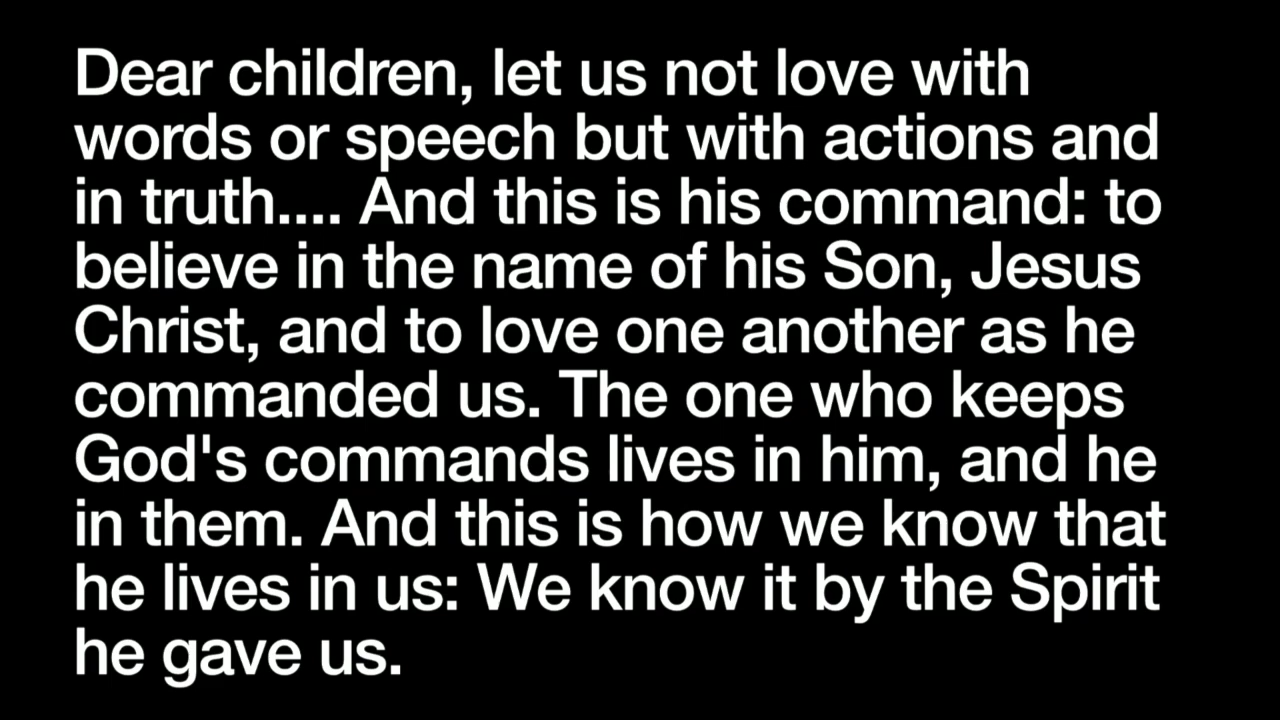 Dear children, let us not love with
words or speech but with actions and
in truth.... And this is his command: to
believe in the name of his Son, Jesus
Christ, and to love one another as he
commanded us. The one who keeps
God's commands lives in him, and he
in them. And this is how we know that
he lives in us: We know it by the Spirit
he gave us.